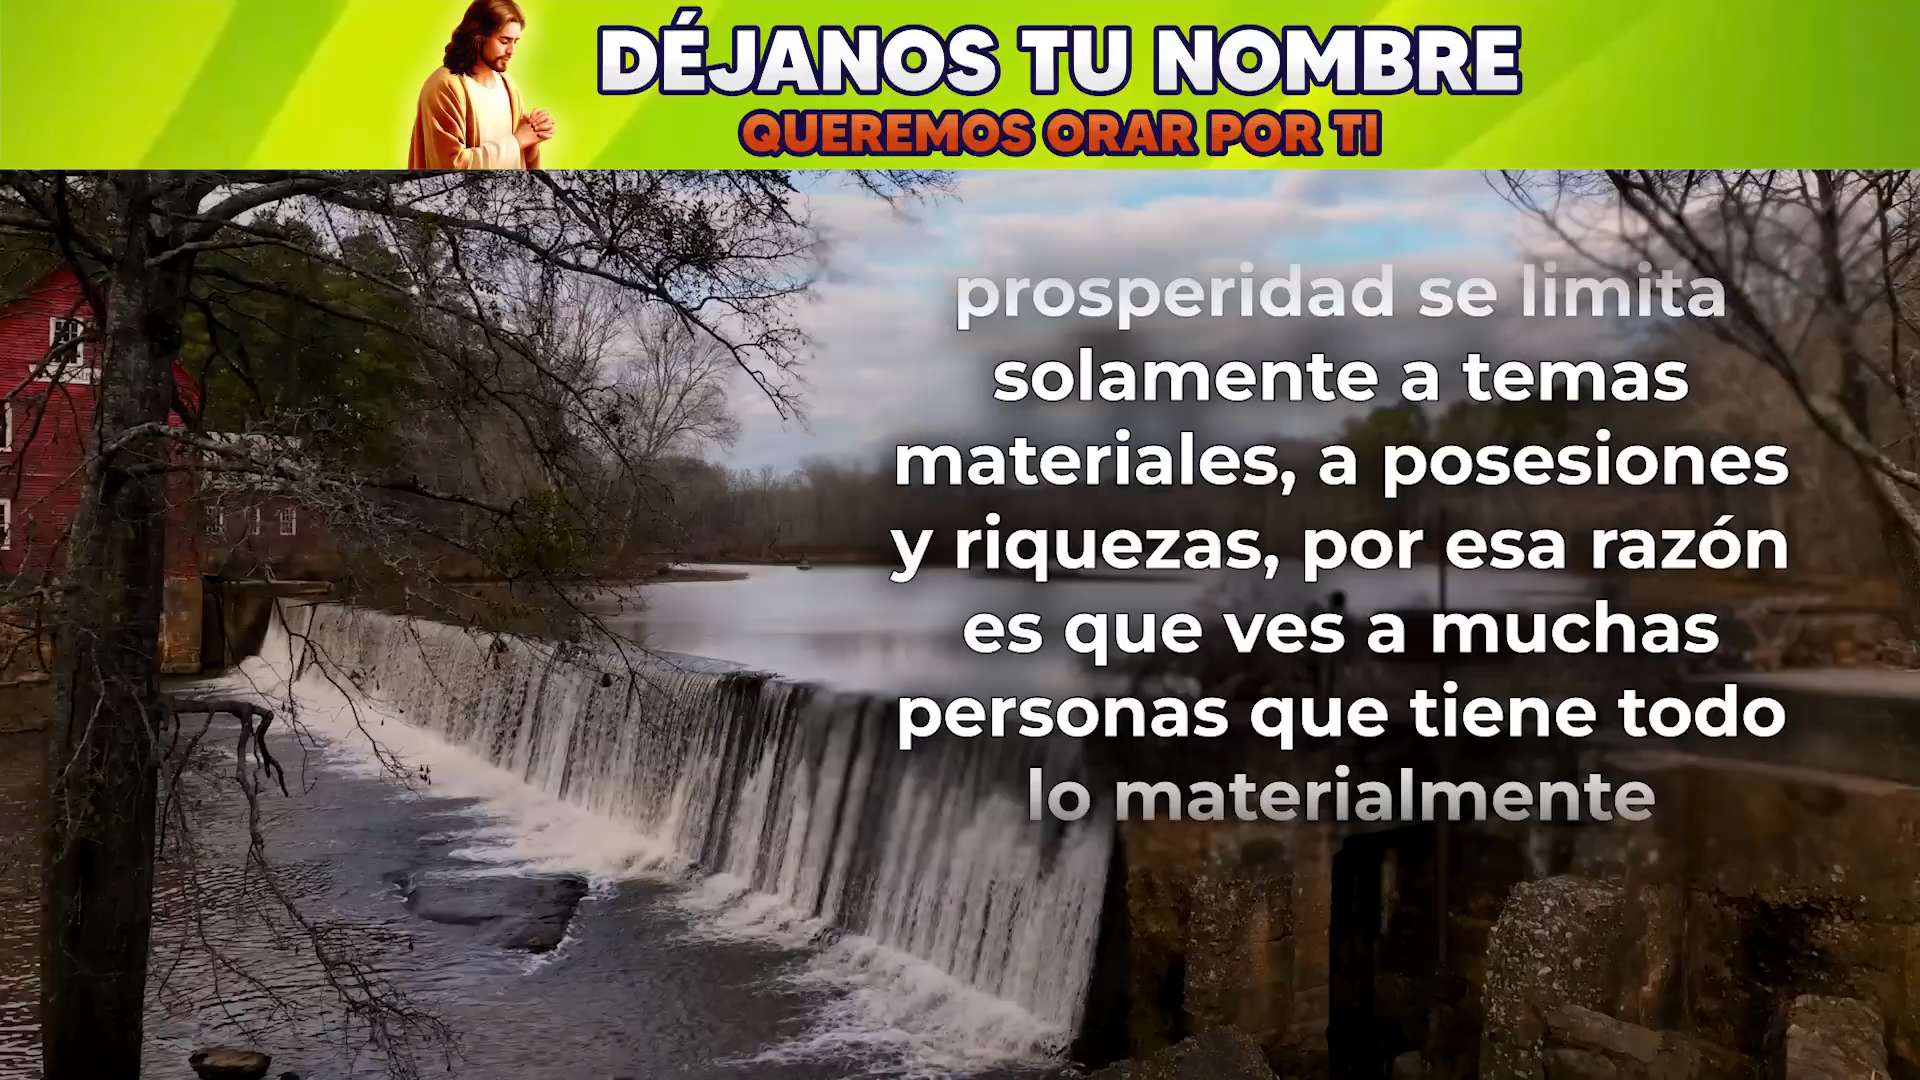 DÉJANOS TU NOMBRE
QUEREMOS ORAR POR TI
prosperidad se limita
solamente a temas
materiales, a posesiones
y riquezas, por esa razón
es que ves a muchas
personas que tiene todo
lo materialmente